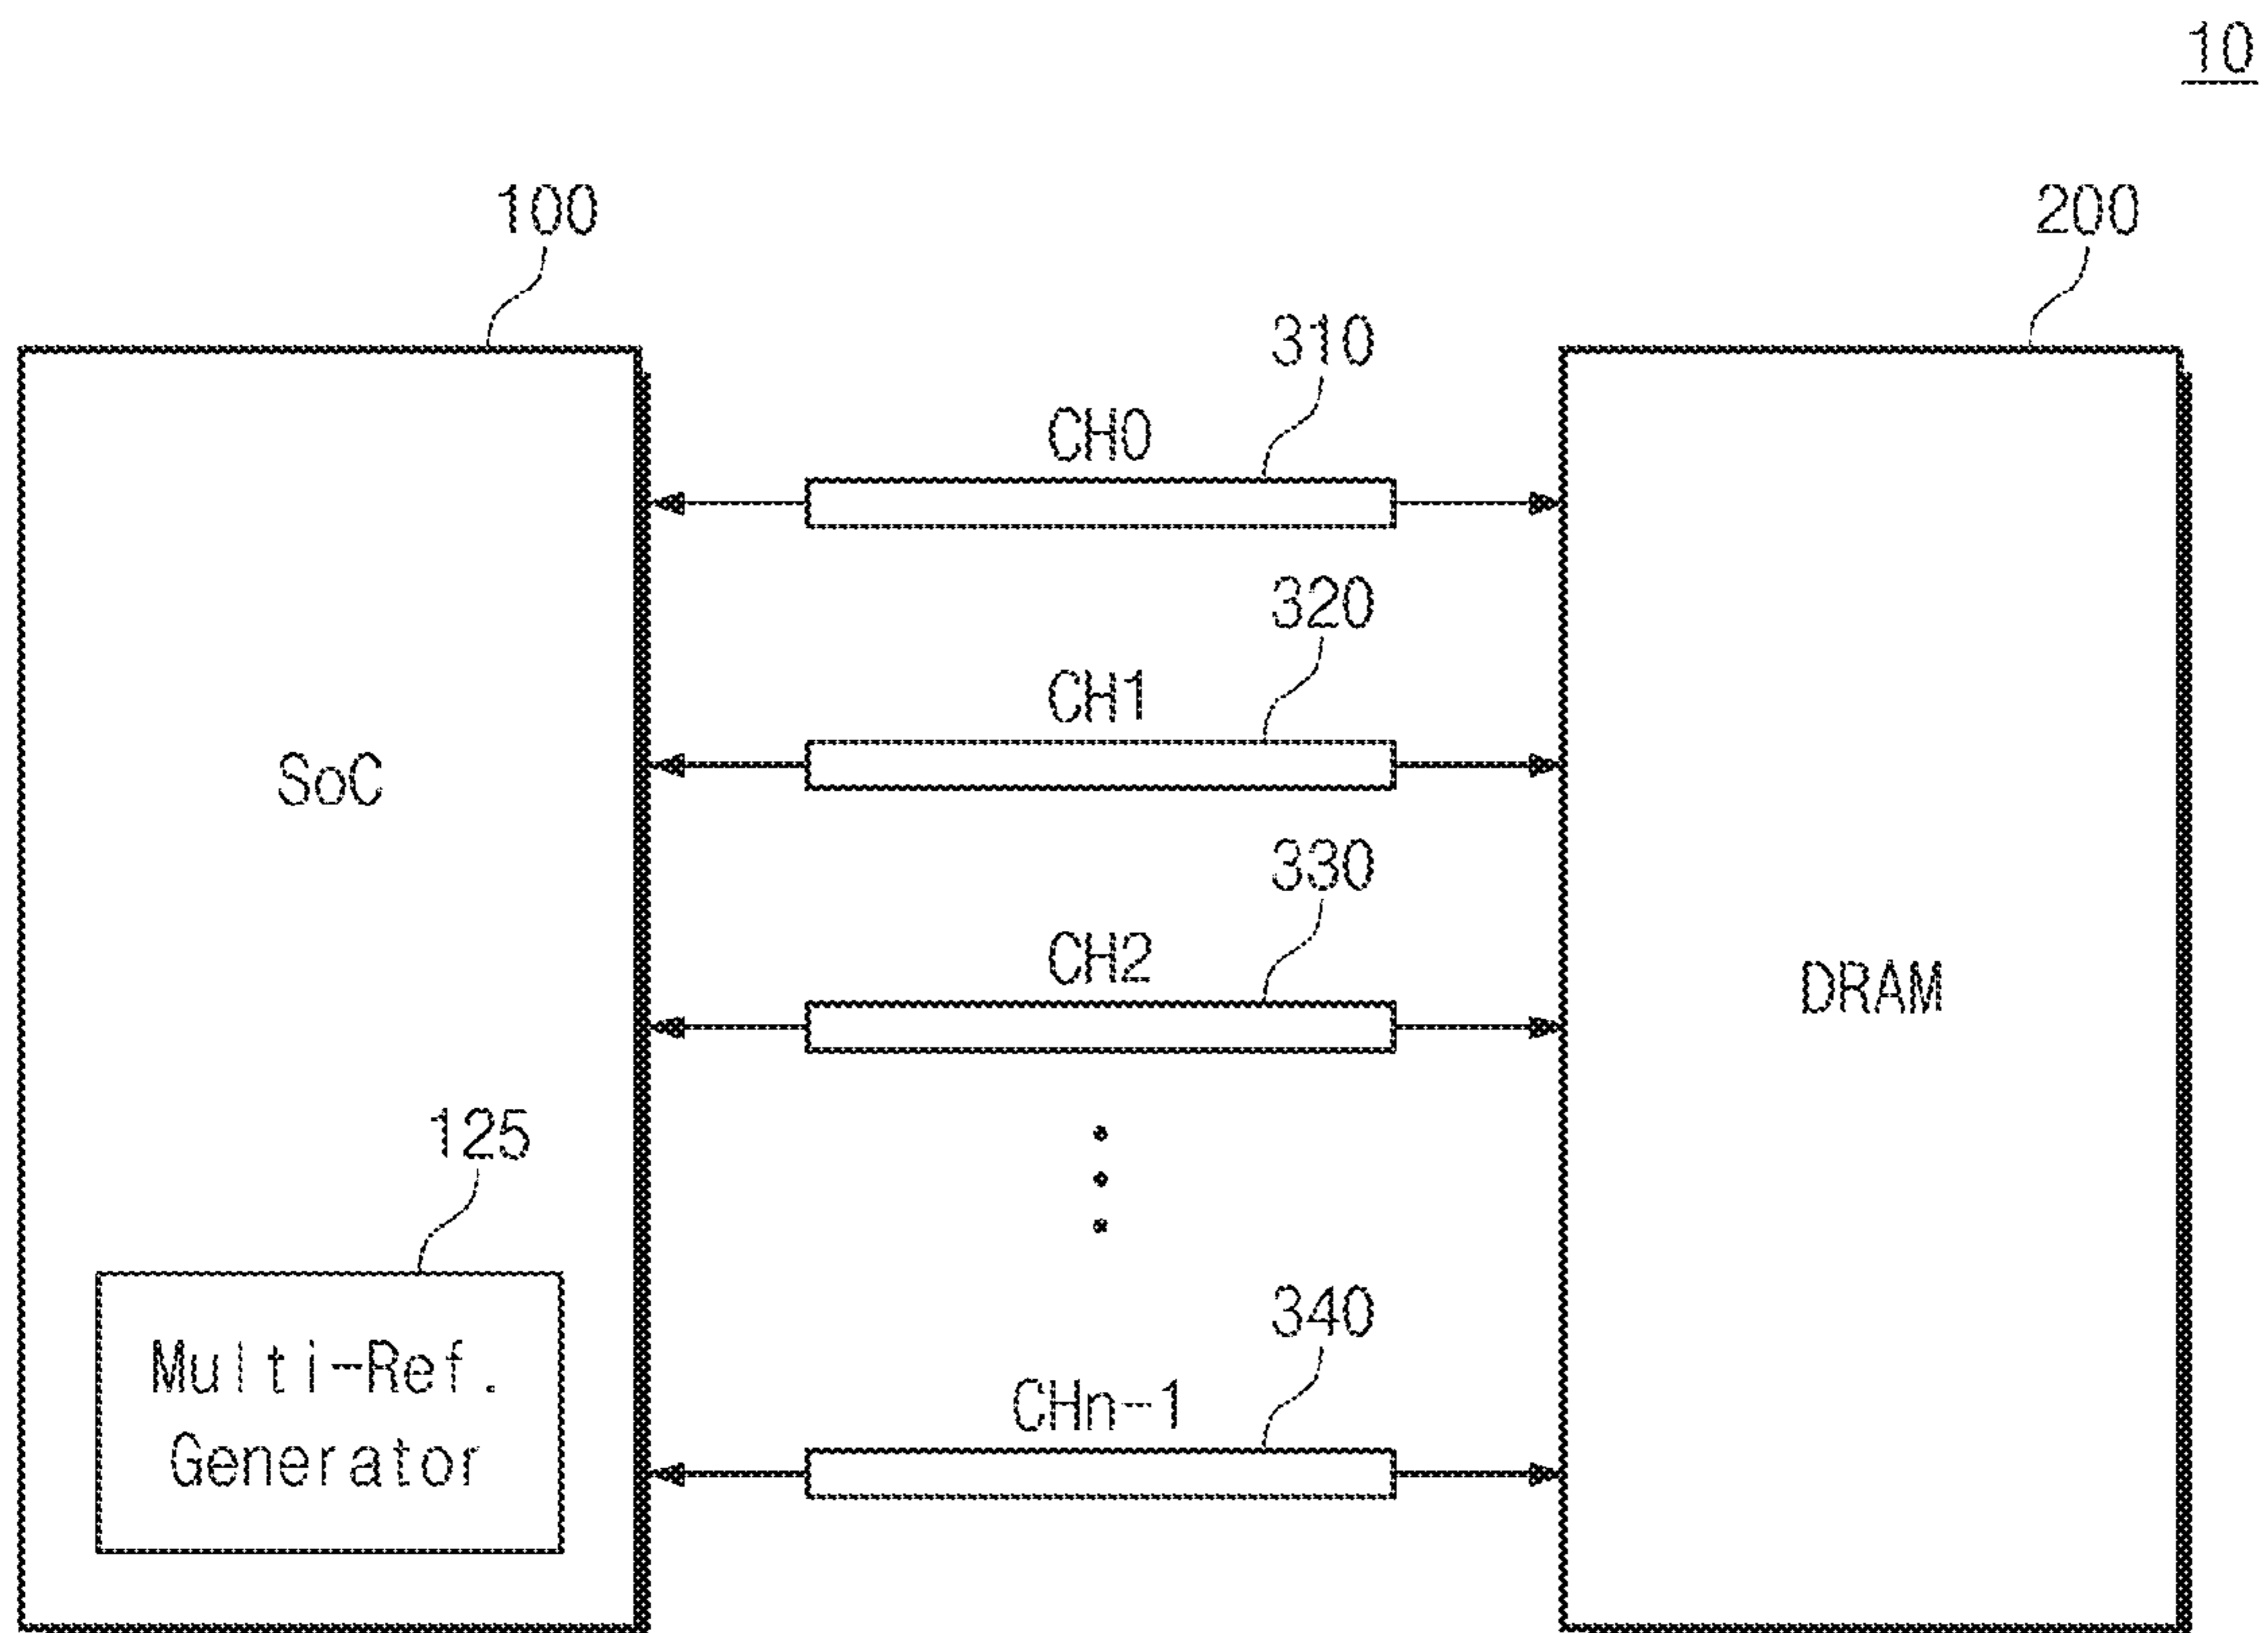 10
100
200
310
CH0
320
CH1
SoC
330
CH2
DRAM
125
340
Multi-Ref.
CHn-1
Generator